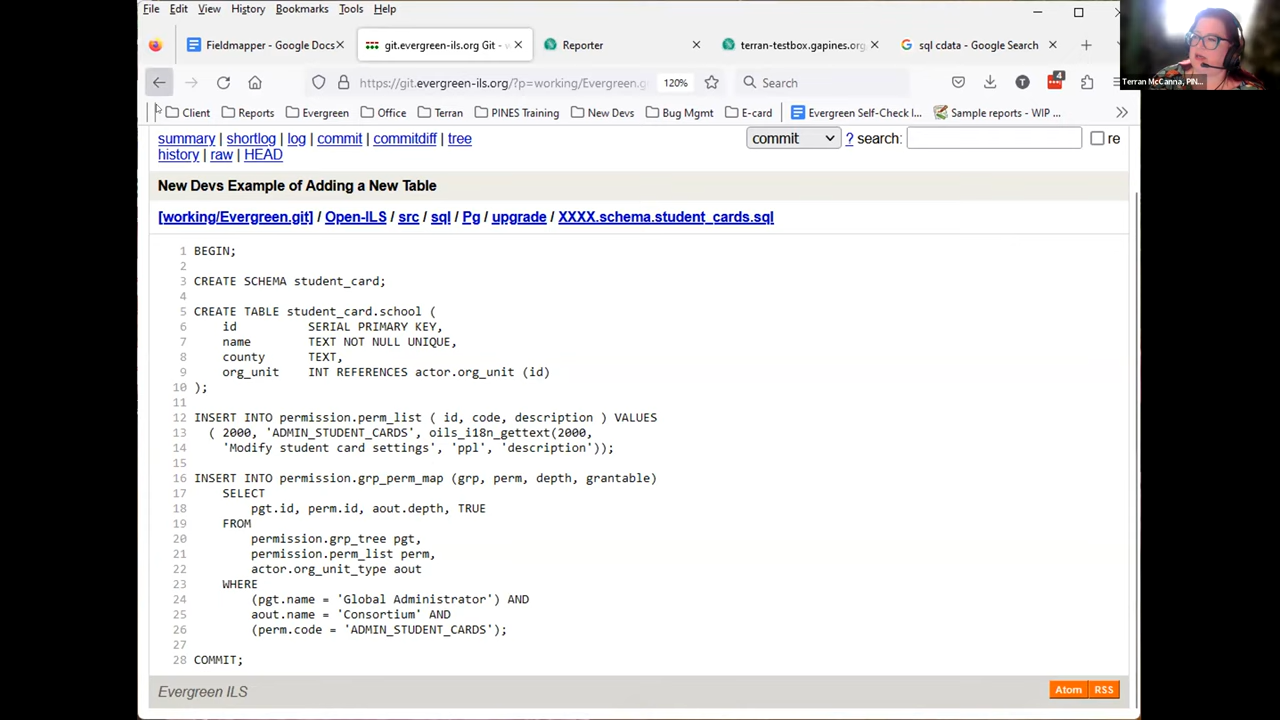 File Edit View History Bookmarks Tools Help
Fieldmapper - Google Docs
git.evergreen-ils.org Git - w
Reporter
terran-testbox.gapines.org
sql cdata - Google Search
https://git.evergreenils.org/?p=working/Evergreen.g
120%
Search
4
T
Terran McCanna, PIN...
Client Reports Evergreen Office Terran PINES Training New Devs Bug Mgmt E-card Evergreen Self-Check I... Sample reports - WIP ...
summary | shortlog | log | commit | commitdiff | tree
history | raw | HEAD
commit ? search: re
New Devs Example of Adding a New Table
[working/Evergreen.git] / Open-ILS / src / sql / Pg / upgrade / XXXX.schema.student_cards.sql
1 BEGIN;
2
3 CREATE SCHEMA student_card;
4
5 CREATE TABLE student_card.school (
6 id SERIAL PRIMARY KEY,
7 name TEXT NOT NULL UNIQUE,
8 county TEXT,
9 org_unit INT REFERENCES actor.org_unit (id)
10 );
11
12 INSERT INTO permission.perm_list ( id, code, description ) VALUES
13 ( 2000, 'ADMIN_STUDENT_CARDS', oils_i18n_gettext(2000,
14 'Modify student card settings', 'ppl', 'description'));
15
16 INSERT INTO permission.grp_perm_map (grp, perm, depth, grantable)
17 SELECT
18 pgt.id, perm.id, aout.depth, TRUE
19 FROM
20 permission.grp_tree pgt,
21 permission.perm_list perm,
22 actor.org_unit_type aout
23 WHERE
24 (pgt.name = 'Global Administrator') AND
25 aout.name = 'Consortium' AND
26 (perm.code = 'ADMIN_STUDENT_CARDS');
27
28 COMMIT;
Evergreen ILS
Atom RSS